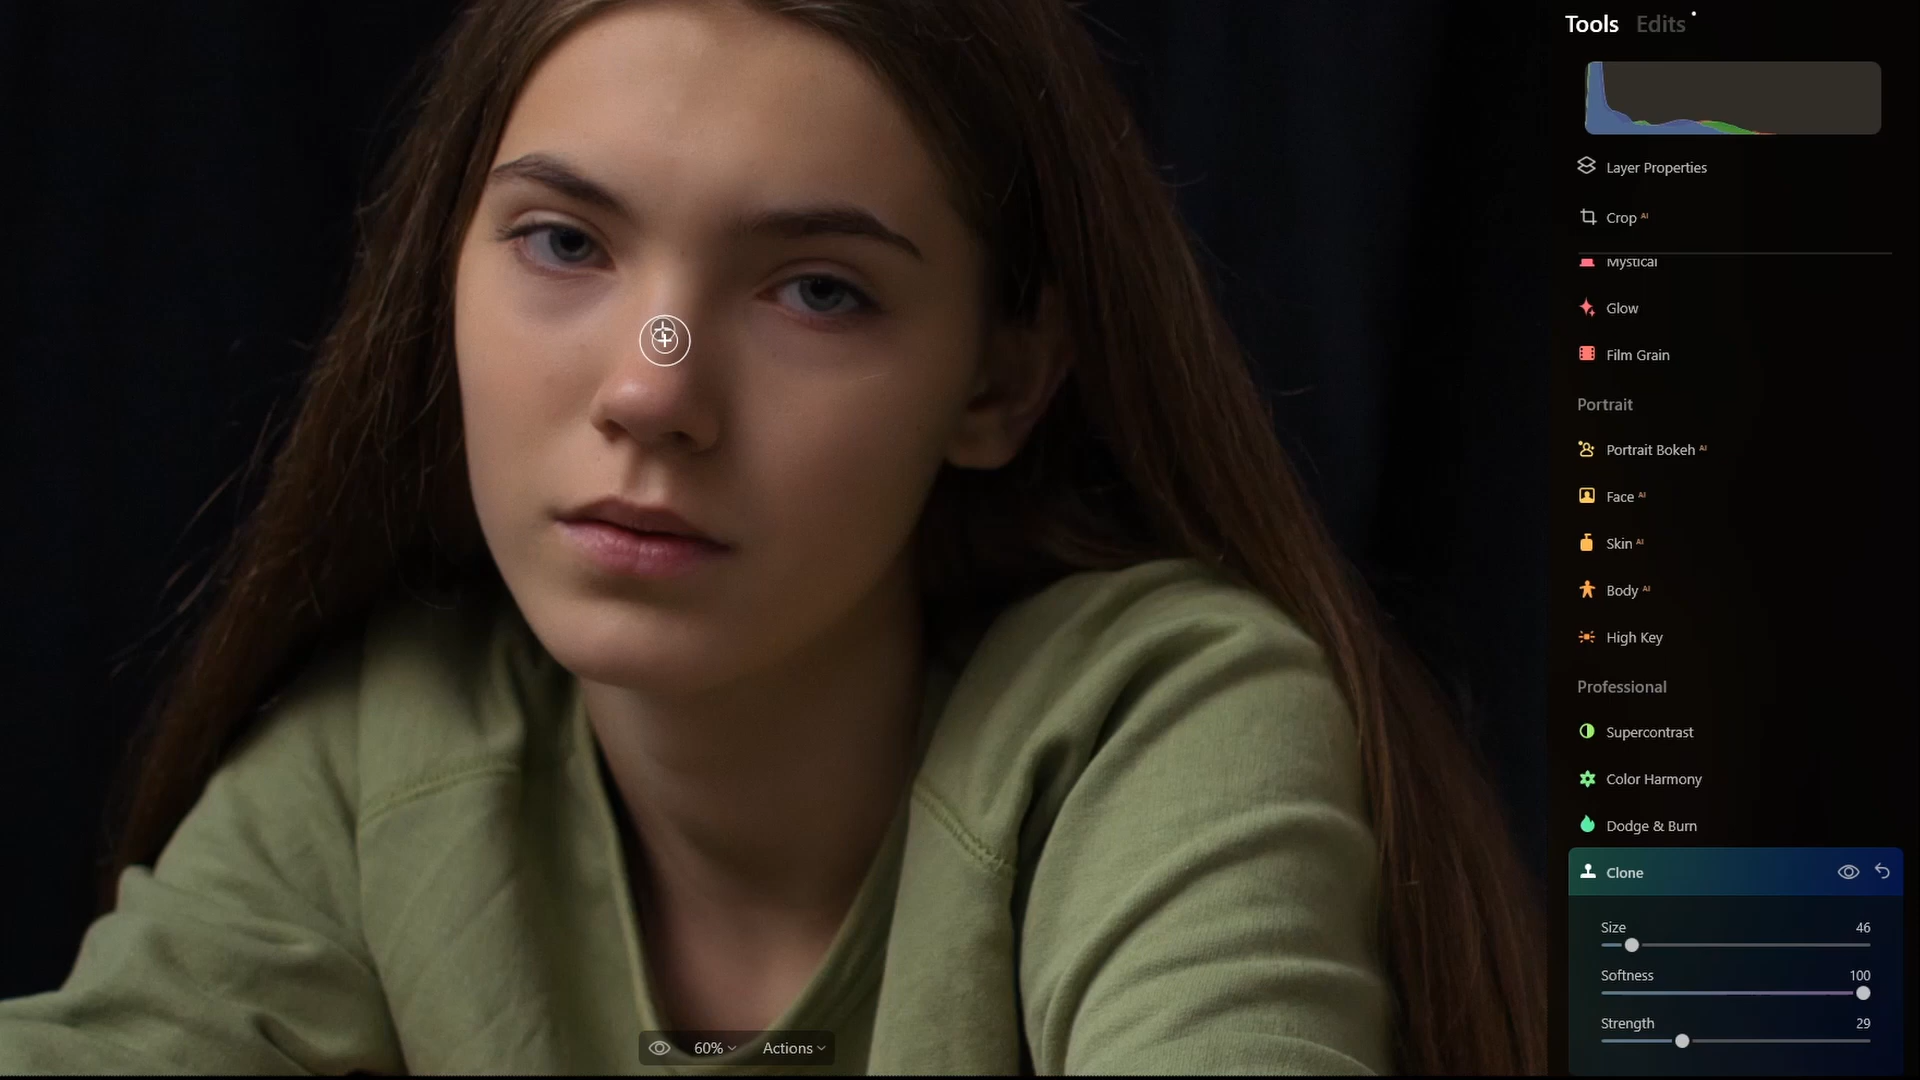 Tools Edits
Layer Properties
Crop AI
Mystical
Glow
Film Grain
Portrait
Portrait Bokeh AI
Face AI
Skin AI
Body AI
High Key
Professional
Supercontrast
Color Harmony
Dodge & Burn
Clone
Size 46
Softness 100
Strength 29
60% Actions